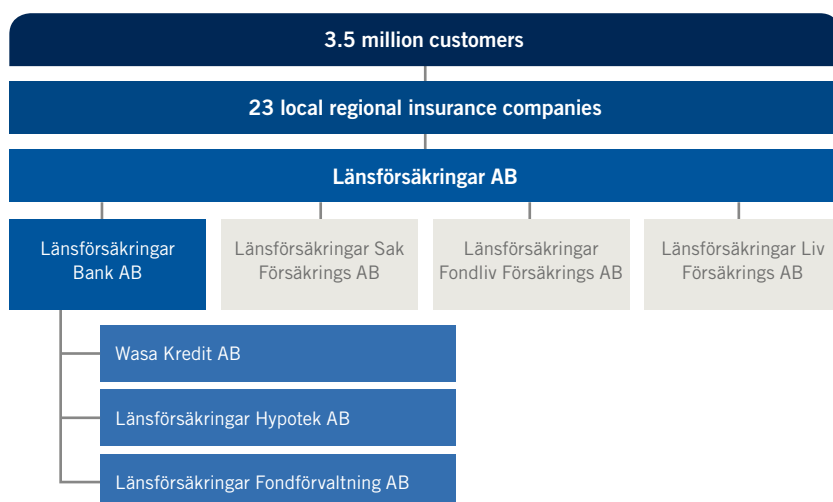 3.5 million customers
23 local regional insurance companies
Länsförsäkringar AB
Länsförsäkringar
Bank AB
Länsförsäkringar Sak
Försäkrings AB
Länsförsäkringar
Fondliv Försäkrings AB
Länsförsäkringar Liv
Försäkrings AB
Wasa Kredit AB
Länsförsäkringar Hypotek AB
Länsförsäkringar Fondförvaltning AB